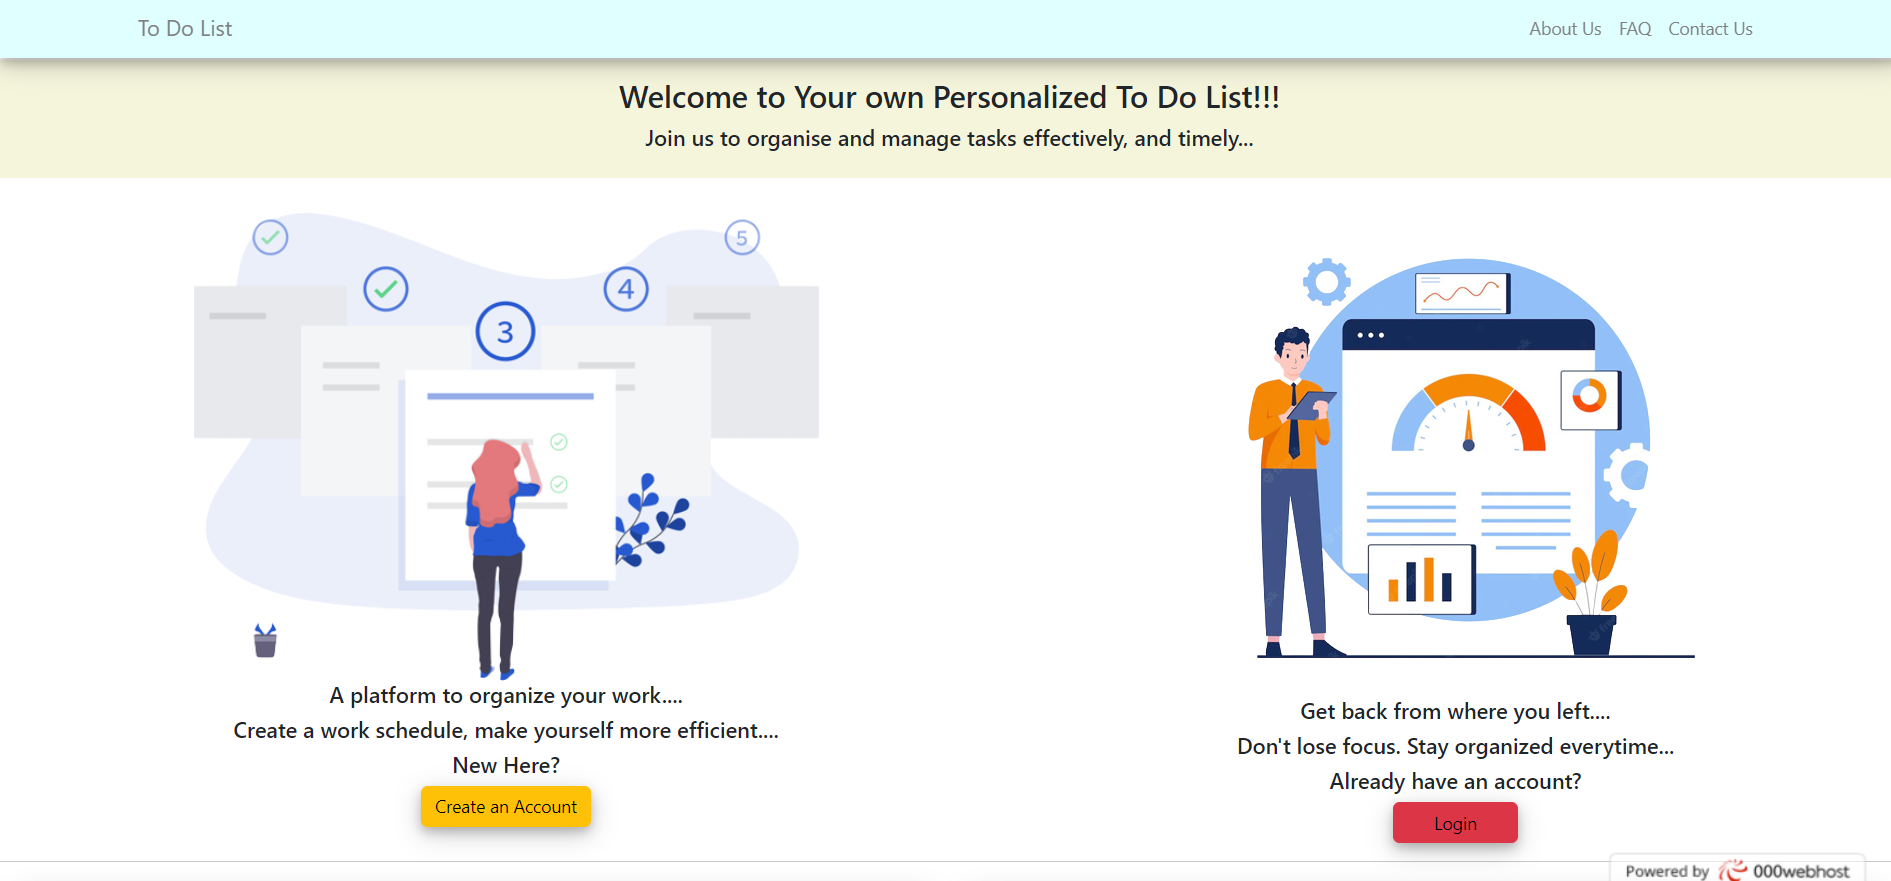 To Do List
About Us FAQ Contact Us
Welcome to Your own Personalized To Do List!!!
Join us to organise and manage tasks effectively, and timely...
5
4
3
A platform to organize your work....
Create a work schedule, make yourself more efficient....
New Here?
Create an Account
Get back from where you left....
Don't lose focus. Stay organized everytime...
Already have an account?
Login
Powered by 000webhost